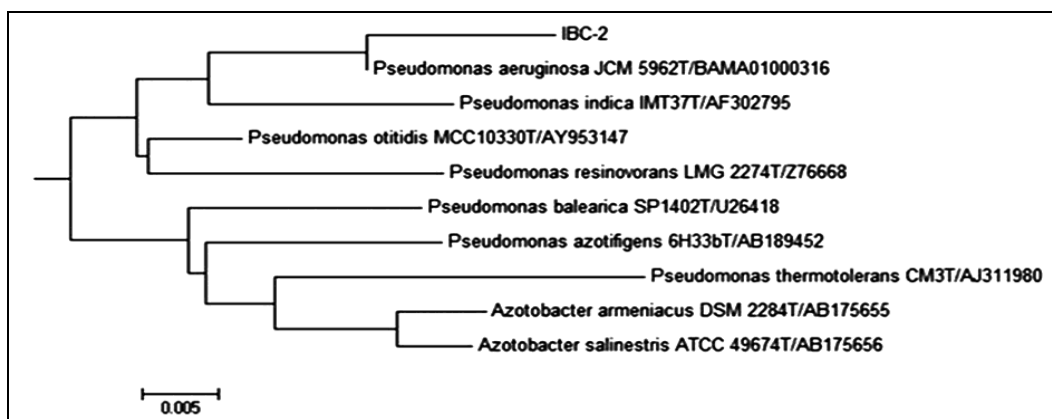 IBC-2
Pseudomonas aeruginosa JCM 5962T/BAMA01000316
Pseudomonas indica IMT37T/AF302795
Pseudomonas otitidis MCC10330T/AY953147
Pseudomonas resinovorans LMG 2274T/Z76668
Pseudomonas balearica SP1402T/U26418
Pseudomonas azotifigens 6H33bT/AB189452
Pseudomonas thermotolerans CM3T/AJ311980
Azotobacter armeniacus DSM 2284T/AB175655
Azotobacter salinestris ATCC 49674T/AB175656
0.005